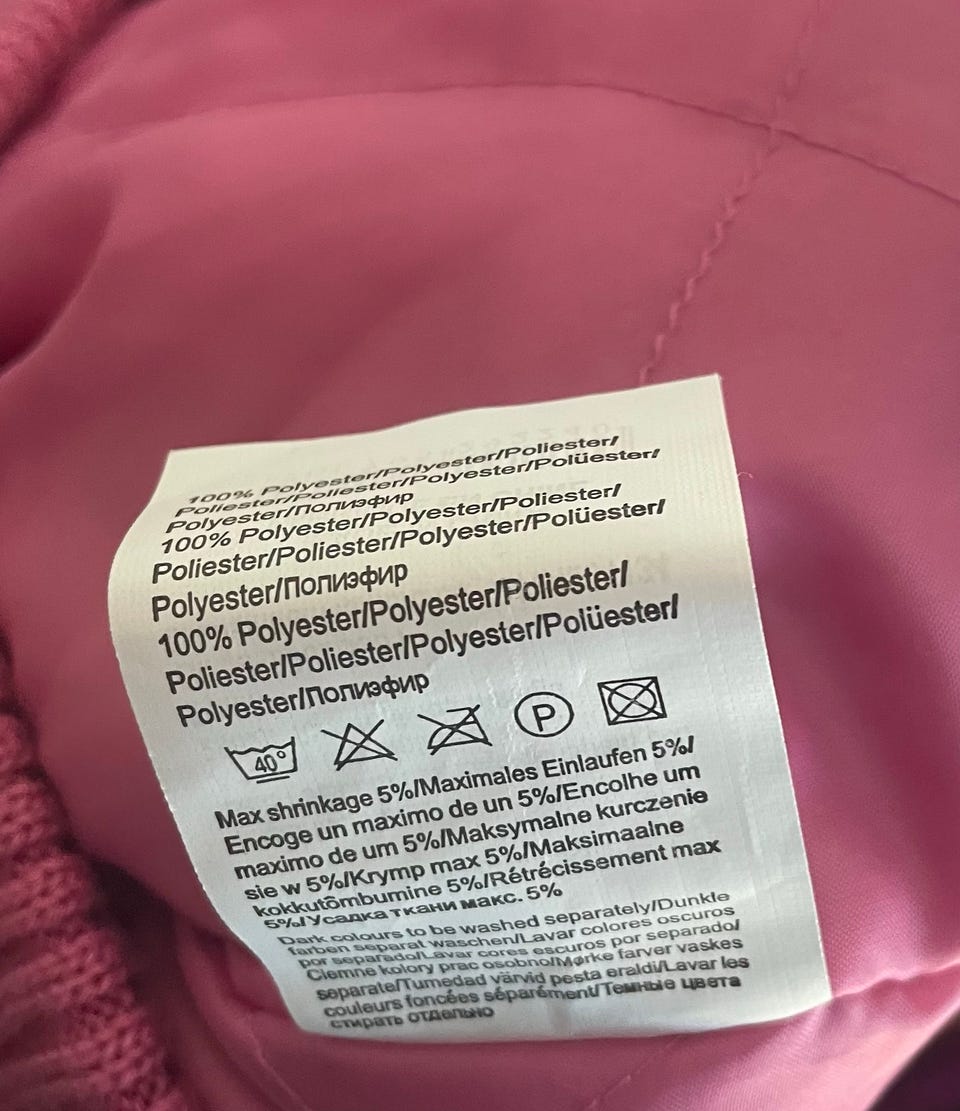 100% Polyester/Polyester/Poliester/
Poliester/Poliester/Polyester/Polüester/
Polyester/Полиэфир
100% Polyester/Polyester/Poliester/
Poliester/Poliester/Polyester/Polüester/
Polyester/Полиэфир
100% Polyester/Polyester/Poliester/
Poliester/Poliester/Polyester/Polüester/
Polyester/Полиэфир
40° P
Max shrinkage 5%/Maximales Einlaufen 5%/
Encoge un maximo de un 5%/Encolhe um
maximo de um 5%/Maksymalne kurczenie
sie w 5%/Krymp max 5%/Maksimaalne
kokkutõmbumine 5%/Rétrécissement max
5%/Усадка ткани макс. 5%
Dark colours to be washed separately/Dunkle
farben separat waschen/Lavar colores oscuros
por separado/Lavar cores escuros por separado/
Ciemne kolory prac osobno/Mørke farver vaskes
separate/Tumedad värvid pesta eraldi/Lavar les
couleurs foncées séparément/Темные цвета
стирать отдельно